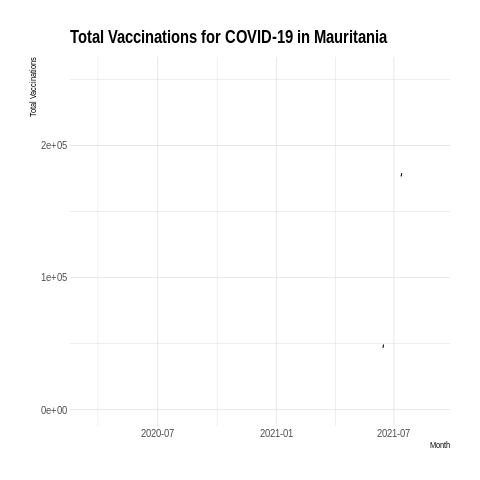 Total Vaccinations for COVID-19 in Mauritania
Total Vaccinations
2e+05
1e+05
0e+00
2020-07
2021-01
2021-07
Month